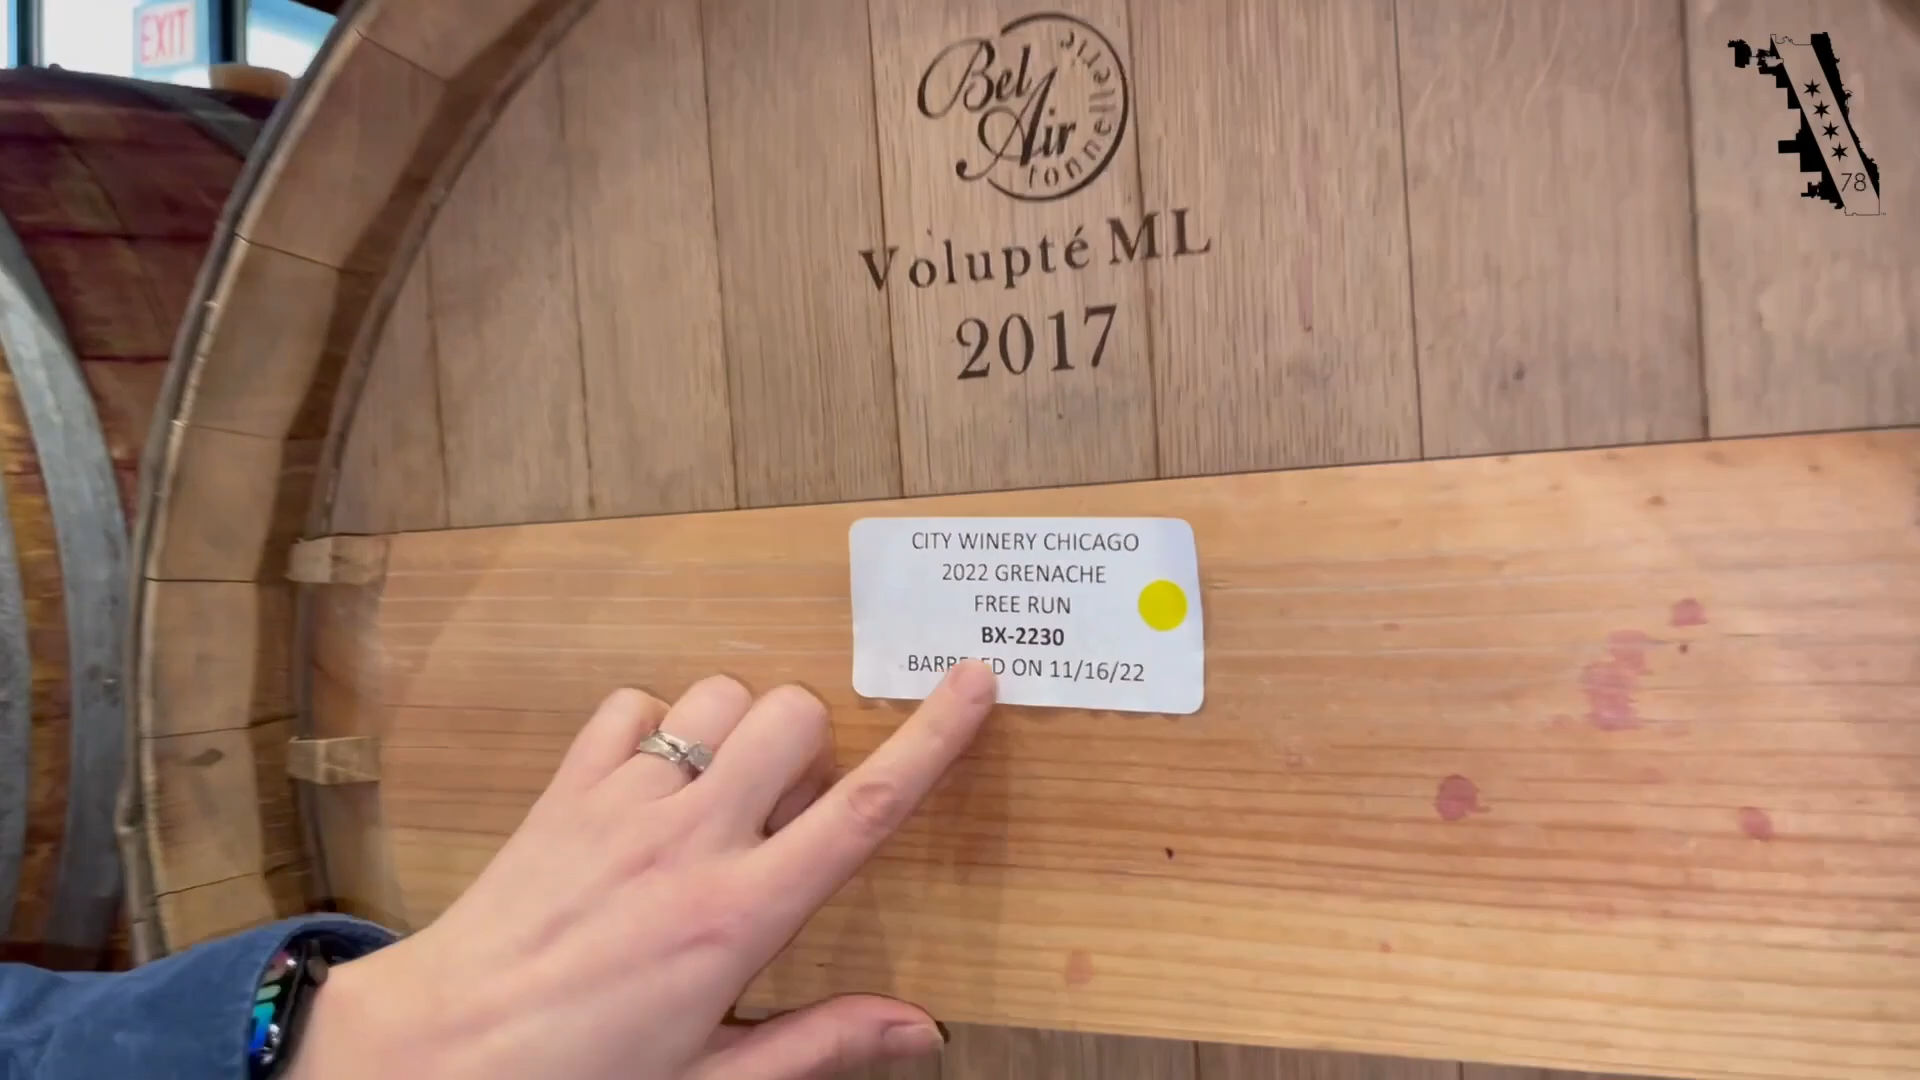 EXIT
Bel Air
tonnellerie
Volupté ML
2017
CITY WINERY CHICAGO
2022 GRENACHE
FREE RUN
BX-2230
BARRELED ON 11/16/22
78